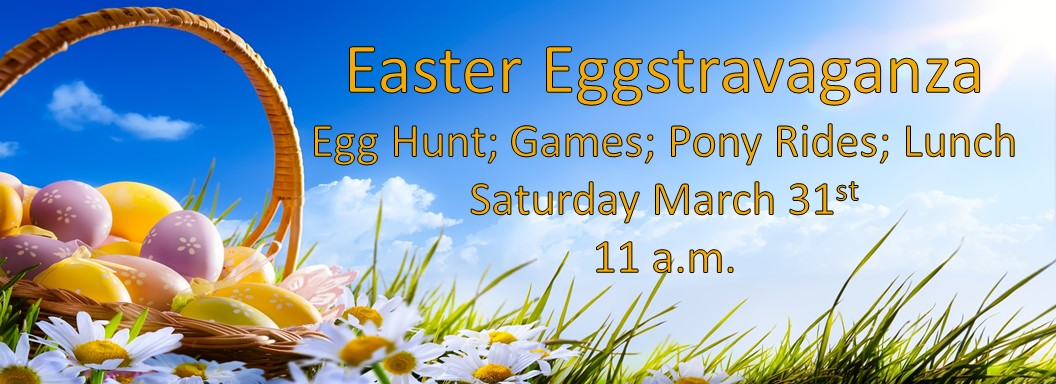 Easter Eggstravaganza
Egg Hunt; Games; Pony Rides; Lunch
Saturday March 31st
11 a.m.